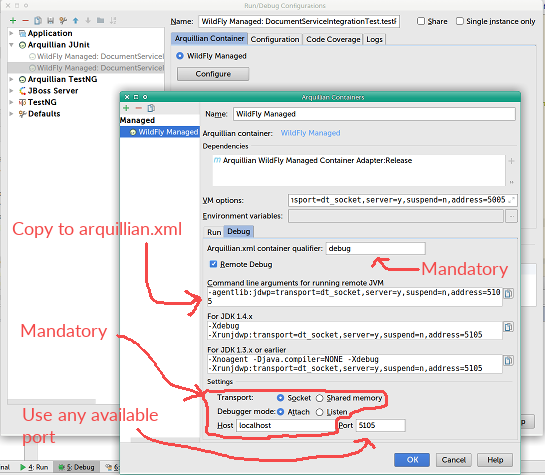 Run/Debug Configurations
Name: WildFly Managed: DocumentServiceIntegrationTest.test
Share
Single instance only
Application
Arquillian JUnit
WildFly Managed: DocumentServiceI
WildFly Managed: DocumentServiceI
Arquillian TestNG
JBoss Server
TestNG
Defaults
Arquillian Container Configuration Code Coverage Logs
WildFly Managed
Configure
Arquillian Containers
Managed
WildFly Managed
Name: WildFly Managed
Arquillian container: WildFly Managed
Dependencies
m Arquillian WildFly Managed Container Adapter:Release
VM options: nsport=dt_socket,server=y,suspend=n,address=5005
Environment variables:
Run Debug
Copy to arquillian.xml
Arquillian.xml container qualifier: debug
Remote Debug
Mandatory
Command line arguments for running remote JVM
-agentlib:jdwp=transport=dt_socket,server=y,suspend=n,address=510
5
For JDK 1.4.x
-Xdebug
-Xrunjdwp:transport=dt_socket,server=y,suspend=n,address=5105
Mandatory
For JDK 1.3.x or earlier
-Xnoagent -Djava.compiler=NONE -Xdebug
-Xrunjdwp:transport=dt_socket,server=y,suspend=n,address=5105
Settings
Transport: Socket Shared memory
Debugger mode: Attach Listen
Host localhost Port 5105
Use any available
port
OK Cancel Help
4: Run
5: Debug